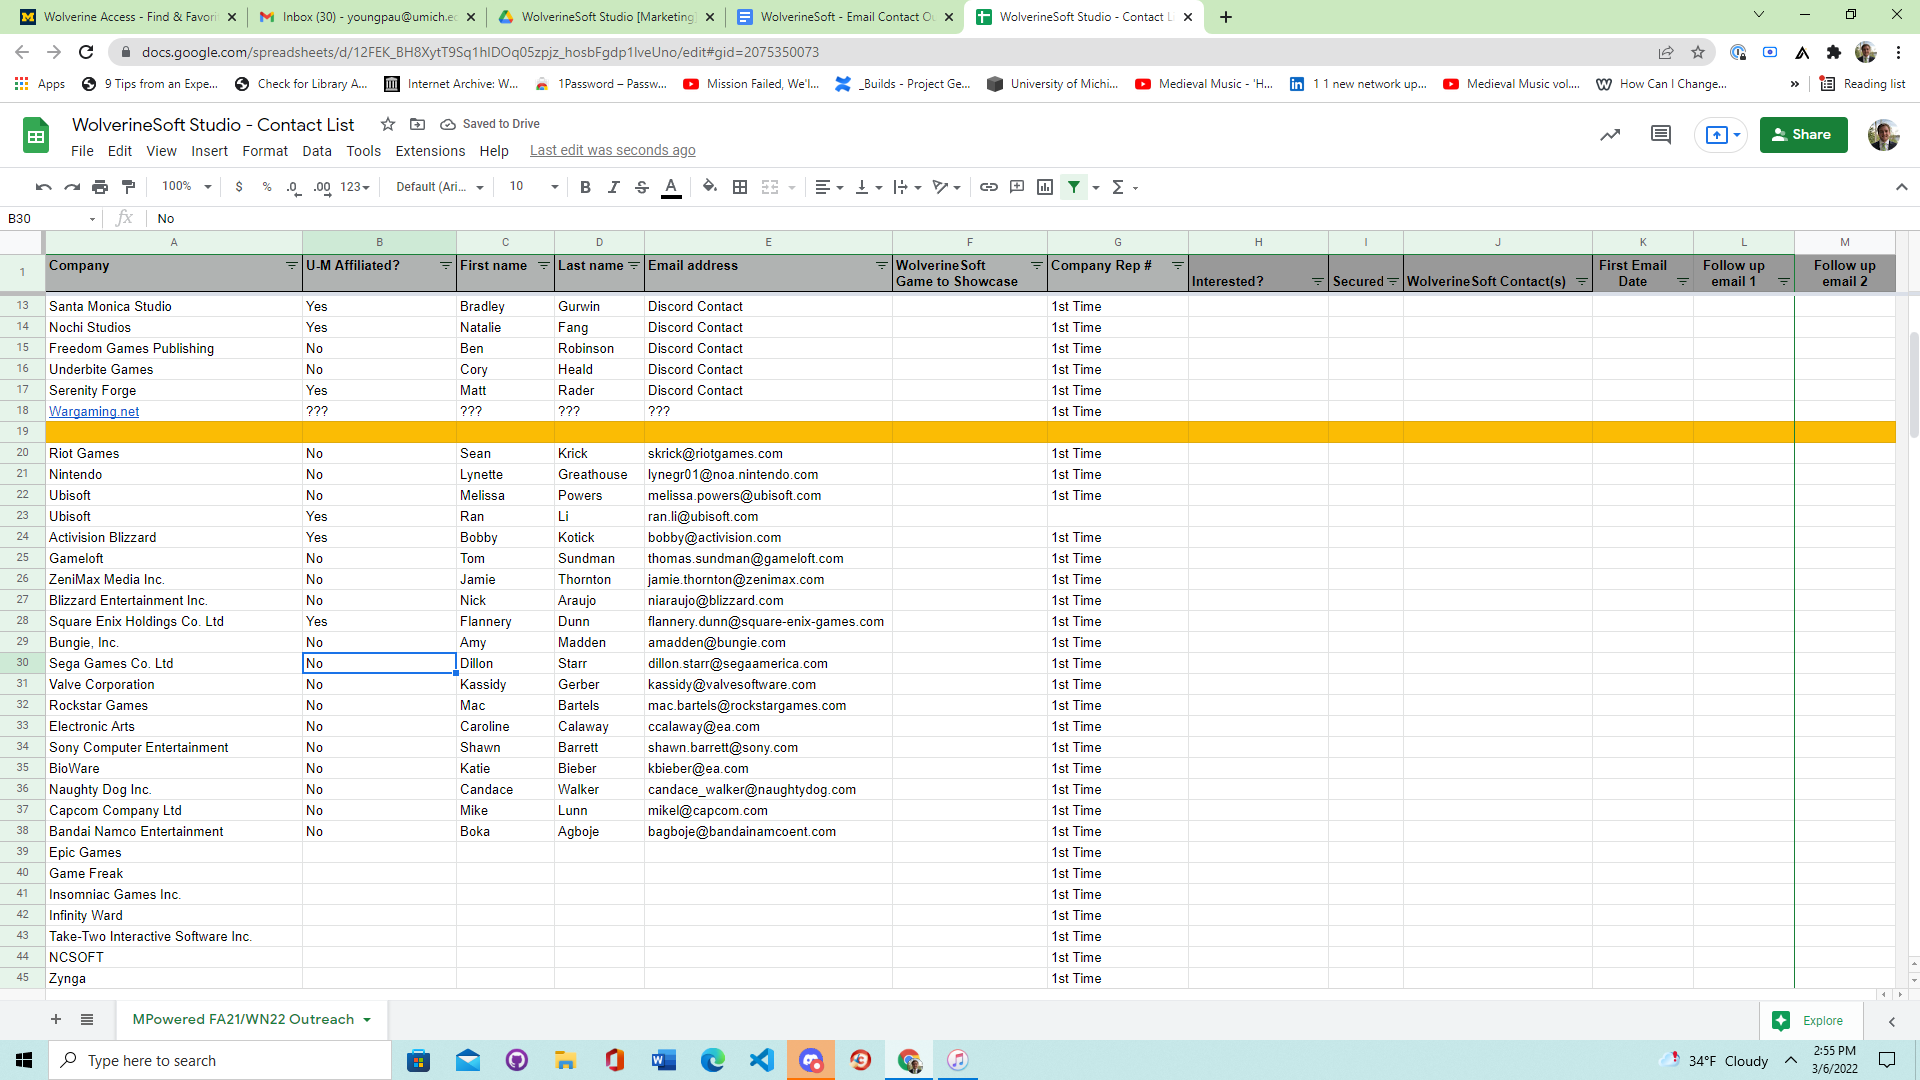 Wolverine Access - Find & Favori
Inbox (30) - youngpau@umich.ec
WolverineSoft Studio [Marketing
WolverineSoft - Email Contact Ou
WolverineSoft Studio - Contact L
docs.google.com/spreadsheets/d/12FEK_BH8XytT9Sq1hIDOq05zpjz_hosbFgdp1IveUno/edit#gid=2075350073
Apps 9 Tips from an Expe... Check for Library A... Internet Archive: W... 1Password – Passw... Mission Failed, We'l... _Builds - Project Ge... University of Michi... Medieval Music - 'H... 1 1 new network up... Medieval Music vol.... How Can I Change... » Reading list
WolverineSoft Studio - Contact List Saved to Drive
File Edit View Insert Format Data Tools Extensions Help Last edit was seconds ago
Share
100% $ % .0 .00 123 Default (Ari... 10 B I S A Σ
B30 fx No
A B C D E F G H I J K L M
1 Company U-M Affiliated? First name Last name Email address WolverineSoft Game to Showcase Company Rep # Interested? Secured WolverineSoft Contact(s) First Email Date Follow up email 1 Follow up email 2
13 Santa Monica Studio Yes Bradley Gurwin Discord Contact 1st Time
14 Nochi Studios Yes Natalie Fang Discord Contact 1st Time
15 Freedom Games Publishing No Ben Robinson Discord Contact 1st Time
16 Underbite Games No Cory Heald Discord Contact 1st Time
17 Serenity Forge Yes Matt Rader Discord Contact 1st Time
18 Wargaming.net ??? ??? ??? ??? 1st Time
19
20 Riot Games No Sean Krick skrick@riotgames.com 1st Time
21 Nintendo No Lynette Greathouse lynegr01@noa.nintendo.com 1st Time
22 Ubisoft No Melissa Powers melissa.powers@ubisoft.com 1st Time
23 Ubisoft Yes Ran Li ran.li@ubisoft.com
24 Activision Blizzard Yes Bobby Kotick bobby@activision.com 1st Time
25 Gameloft No Tom Sundman thomas.sundman@gameloft.com 1st Time
26 ZeniMax Media Inc. No Jamie Thornton jamie.thornton@zenimax.com 1st Time
27 Blizzard Entertainment Inc. No Nick Araujo niaraujo@blizzard.com 1st Time
28 Square Enix Holdings Co. Ltd Yes Flannery Dunn flannery.dunn@square-enix-games.com 1st Time
29 Bungie, Inc. No Amy Madden amadden@bungie.com 1st Time
30 Sega Games Co. Ltd No Dillon Starr dillon.starr@segaamerica.com 1st Time
31 Valve Corporation No Kassidy Gerber kassidy@valvesoftware.com 1st Time
32 Rockstar Games No Mac Bartels mac.bartels@rockstargames.com 1st Time
33 Electronic Arts No Caroline Calaway ccalaway@ea.com 1st Time
34 Sony Computer Entertainment No Shawn Barrett shawn.barrett@sony.com 1st Time
35 BioWare No Katie Bieber kbieber@ea.com 1st Time
36 Naughty Dog Inc. No Candace Walker candace_walker@naughtydog.com 1st Time
37 Capcom Company Ltd No Mike Lunn mikel@capcom.com 1st Time
38 Bandai Namco Entertainment No Boka Agboje bagboje@bandainamcoent.com 1st Time
39 Epic Games 1st Time
40 Game Freak 1st Time
41 Insomniac Games Inc. 1st Time
42 Infinity Ward 1st Time
43 Take-Two Interactive Software Inc. 1st Time
44 NCSOFT 1st Time
45 Zynga 1st Time
MPowered FA21/WN22 Outreach Explore
Type here to search 34°F Cloudy 2:55 PM
3/6/2022